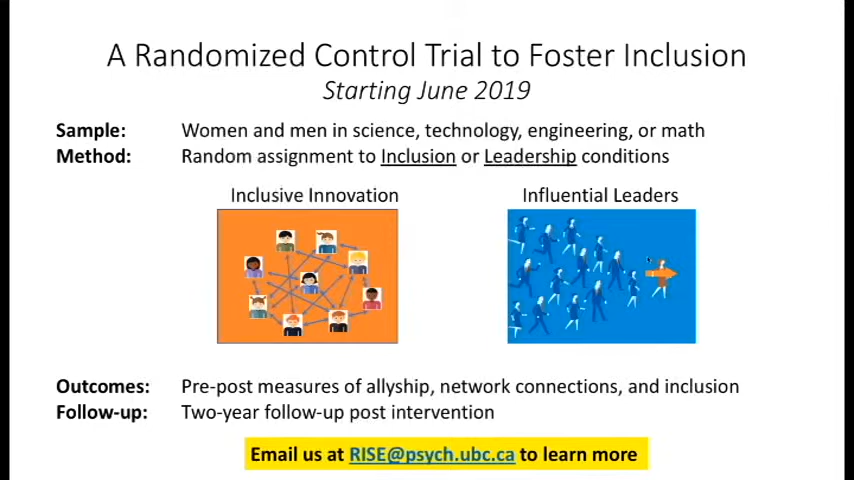 A Randomized Control Trial to Foster Inclusion
Starting June 2019
Sample: Women and men in science, technology, engineering, or math
Method: Random assignment to Inclusion or Leadership conditions
Inclusive Innovation
Influential Leaders
Outcomes: Pre-post measures of allyship, network connections, and inclusion
Follow-up: Two-year follow-up post intervention
Email us at RISE@psych.ubc.ca to learn more